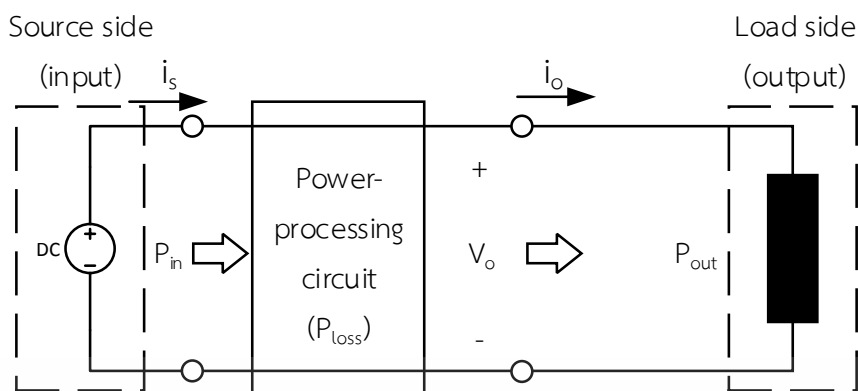 Source side
(input)
Load side
(output)
i_s
i_o
DC
+
−
P_in
Power-
processing
circuit
(P_loss)
+
V_o
-
P_out